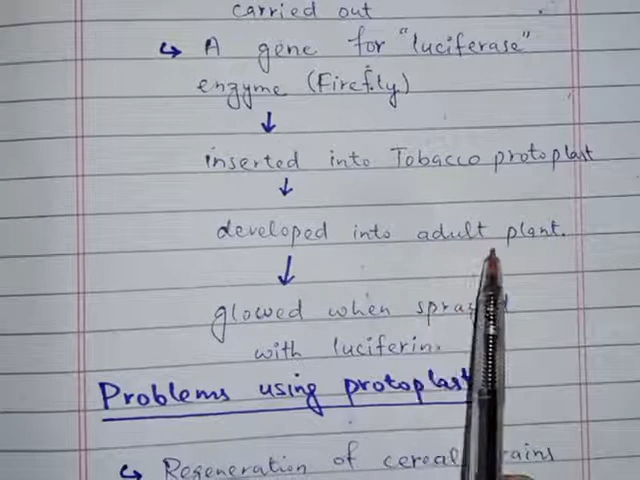 carried out
↳ A gene for "luciferase"
enzyme (Firefly)
↓
inserted into Tobacco protoplast
↓
developed into adult plant.
↓
glowed when
with luciferin.
Problems using protoplast
↳ Regeneration of cereal